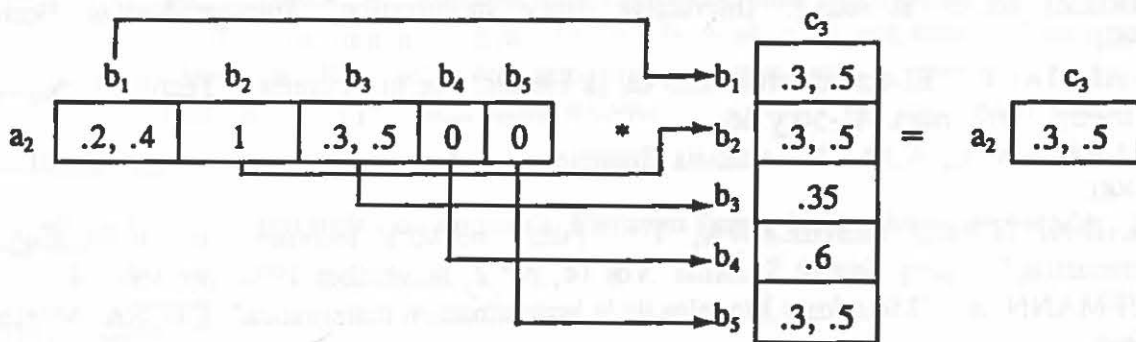 c₃
b₁ .3, .5
b₁ b₂ b₃ b₄ b₅
a₂ .2, .4 1 .3, .5 0 0 * b₂ .3, .5 = a₂ .3, .5
c₃
b₃ .35
b₄ .6
b₅ .3, .5